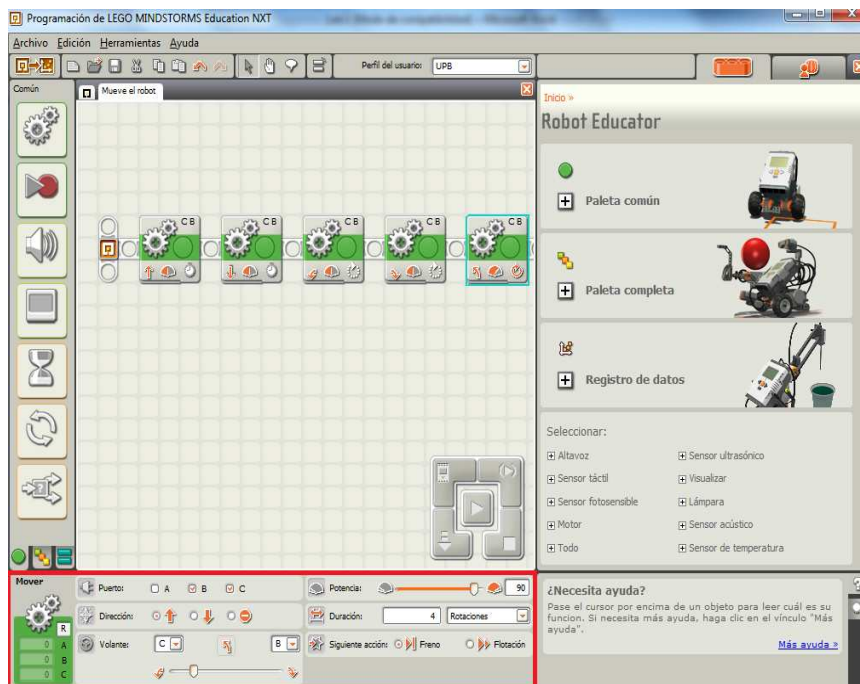 Programación de LEGO MINDSTORMS Education NXT
Archivo Edición Herramientas Ayuda
Perfil del usuario: UPB
Común
Mueve el robot
C B
C B
C B
C B
C B
Inicio »
Robot Educator
Paleta común
Paleta completa
Registro de datos
Seleccionar:
Altavoz
Sensor ultrasónico
Sensor táctil
Visualizar
Sensor fotosensible
Lámpara
Motor
Sensor acústico
Todo
Sensor de temperatura
Mover
R
0 A
0 B
0 C
Puerto: A B C
Dirección:
Volante: C B
Potencia: 90
Duración: 4 Rotaciones
Siguiente acción: Freno Flotación
¿Necesita ayuda?
Pase el cursor por encima de un objeto para leer cuál es su
funcion. Si necesita más ayuda, haga clic en el vínculo "Más
ayuda".
Más ayuda »